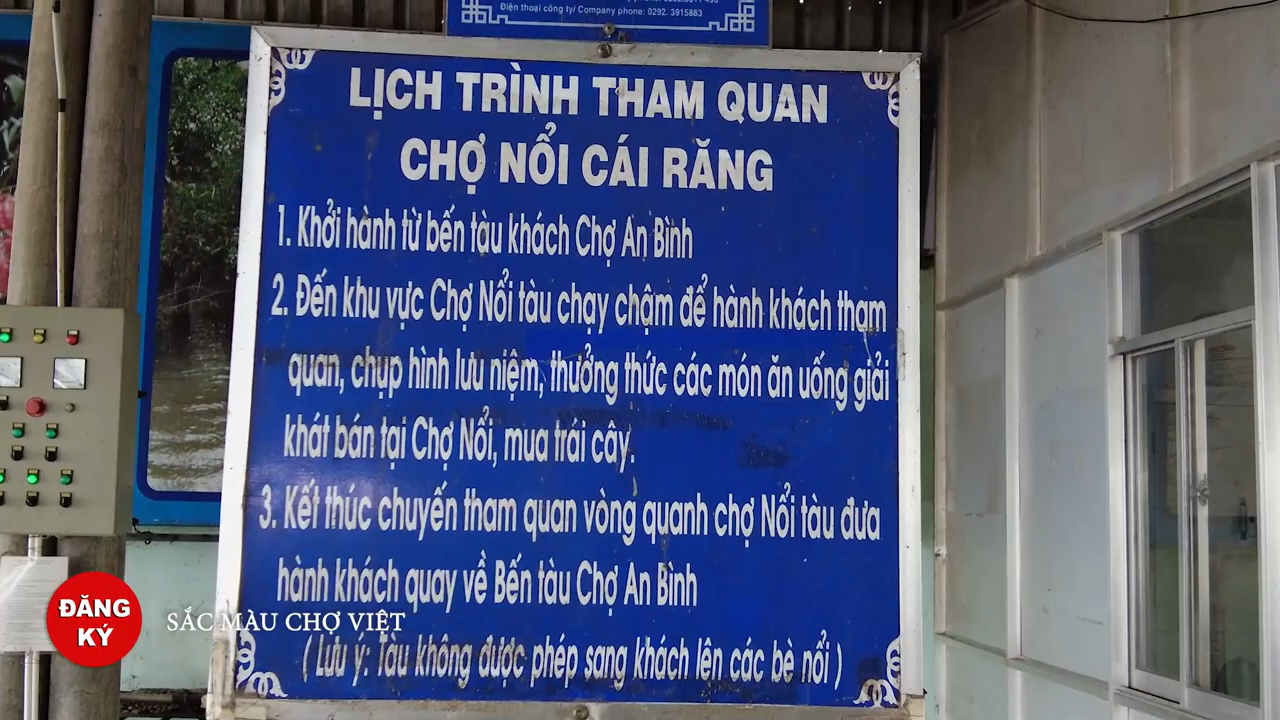 Điện thoại công ty/ Company phone: 0292. 3915863
LỊCH TRÌNH THAM QUAN
CHỢ NỔI CÁI RĂNG
1. Khởi hành từ bến tàu khách Chợ An Bình
2. Đến khu vực Chợ Nổi tàu chạy chậm để hành khách tham
quan, chụp hình lưu niệm, thưởng thức các món ăn uống giải
khát bán tại Chợ Nổi, mua trái cây.
3. Kết thúc chuyến tham quan vòng quanh chợ Nổi tàu đưa
hành khách quay về Bến tàu Chợ An Bình
( Lưu ý: Tàu không được phép sang khách lên các bè nổi )
ĐĂNG
KÝ
SẮC MÀU CHỢ VIỆT